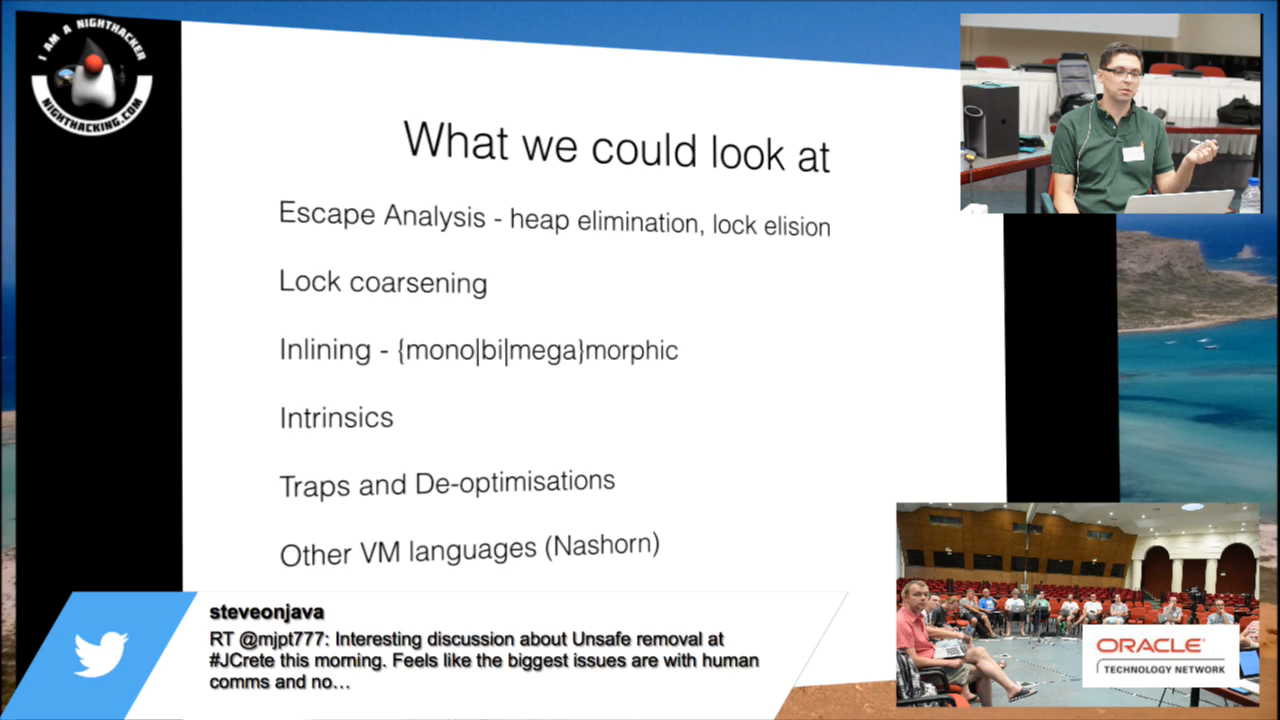 I AM A NIGHTHACKER
NIGHTHACKING.COM
What we could look at
Escape Analysis - heap elimination, lock elision
Lock coarsening
Inlining - {mono|bi|mega}morphic
Intrinsics
Traps and De-optimisations
Other VM languages (Nashorn)
steveonjava
RT @mjpt777: Interesting discussion about Unsafe removal at
#JCrete this morning. Feels like the biggest issues are with human
comms and no…
ORACLE
TECHNOLOGY NETWORK